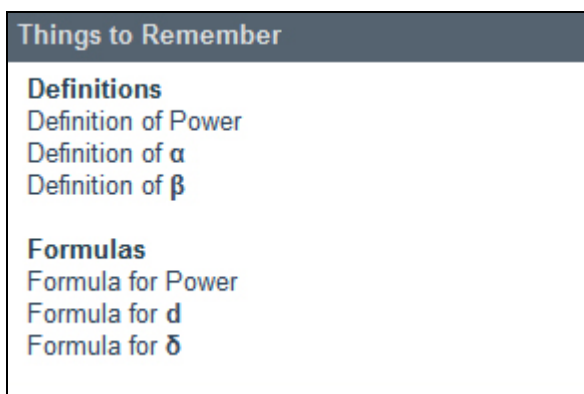 Things to Remember
Definitions
Definition of Power
Definition of α
Definition of β
Formulas
Formula for Power
Formula for d
Formula for δ